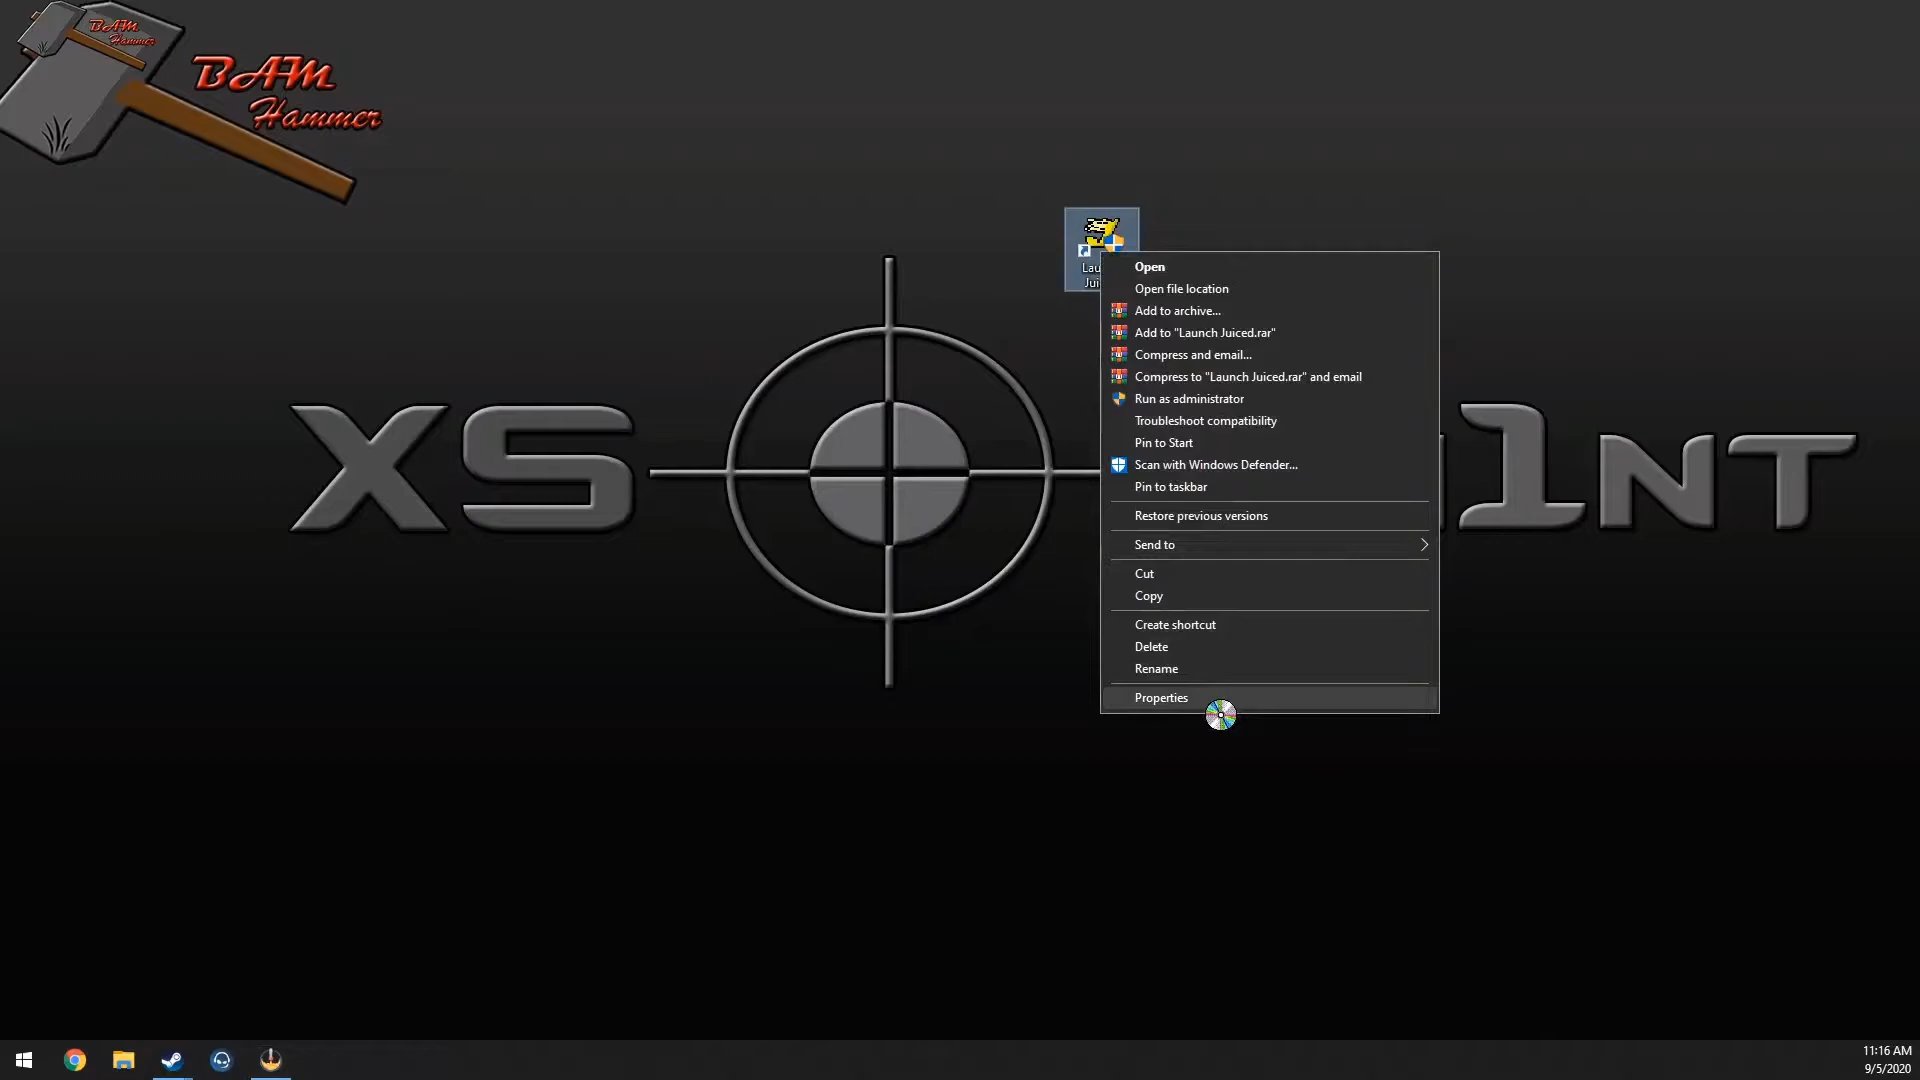 BAM
Hammer
BAM
Hammer
XS
1NT
Lau
Jui
Open
Open file location
Add to archive...
Add to "Launch Juiced.rar"
Compress and email...
Compress to "Launch Juiced.rar" and email
Run as administrator
Troubleshoot compatibility
Pin to Start
Scan with Windows Defender...
Pin to taskbar
Restore previous versions
Send to
Cut
Copy
Create shortcut
Delete
Rename
Properties
11:16 AM
9/5/2020